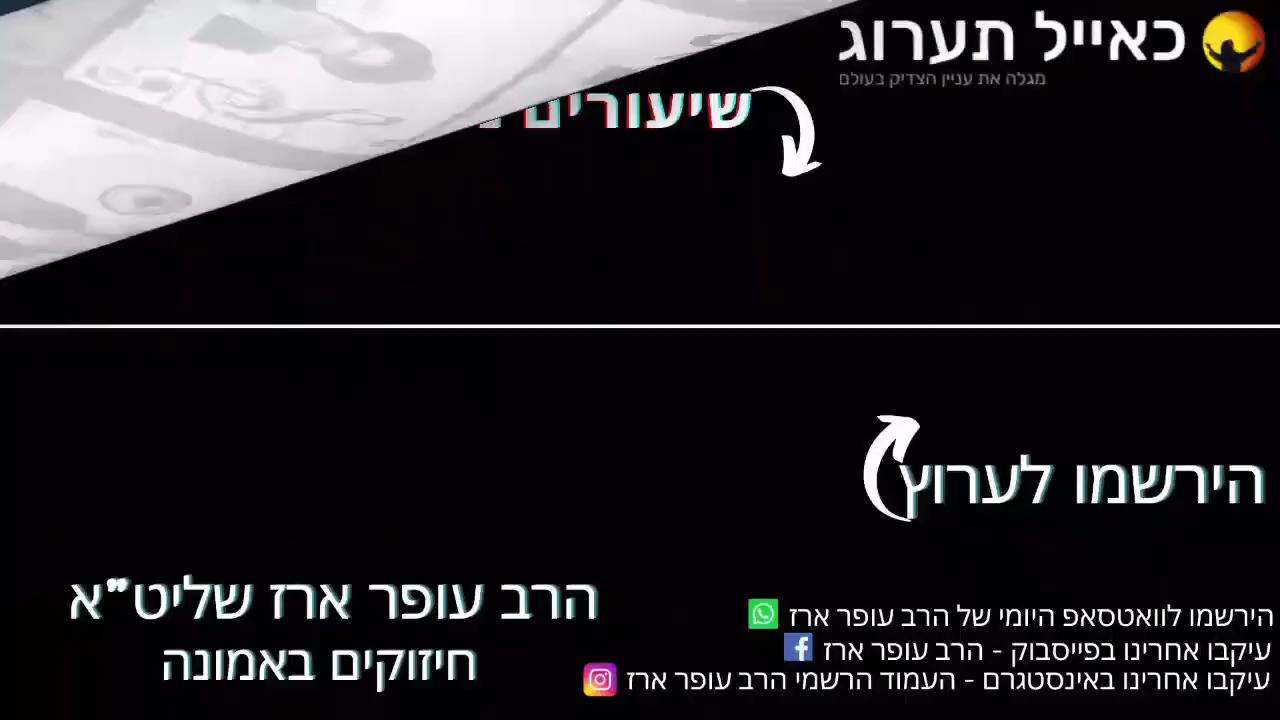 כאייל תערוג
מגלה את עניין הצדיק בעולם
שיעורים
הירשמו לערוץ
הרב עופר ארז שליט"א
חיזוקים באמונה
הירשמו לוואטסאפ היומי של הרב עופר ארז
עיקבו אחרינו בפייסבוק - הרב עופר ארז
עיקבו אחרינו באינסטגרם - העמוד הרשמי הרב עופר ארז